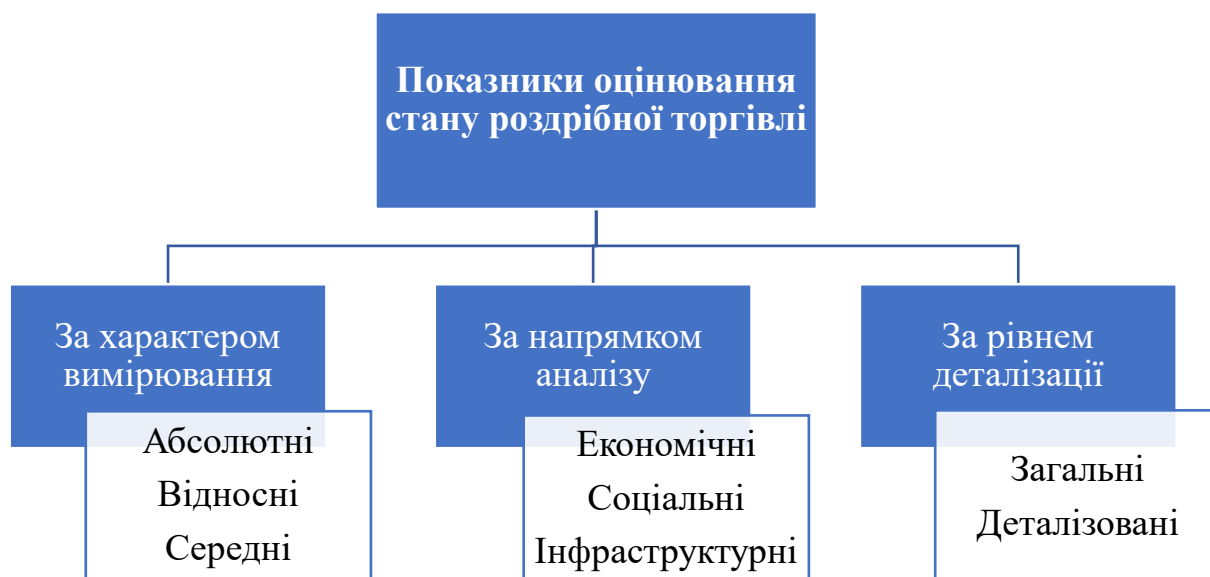 Показники оцінювання
стану роздрібної торгівлі
За характером
вимірювання
Абсолютні
Відносні
Середні
За напрямком
аналізу
Економічні
Соціальні
Інфраструктурні
За рівнем
деталізації
Загальні
Деталізовані